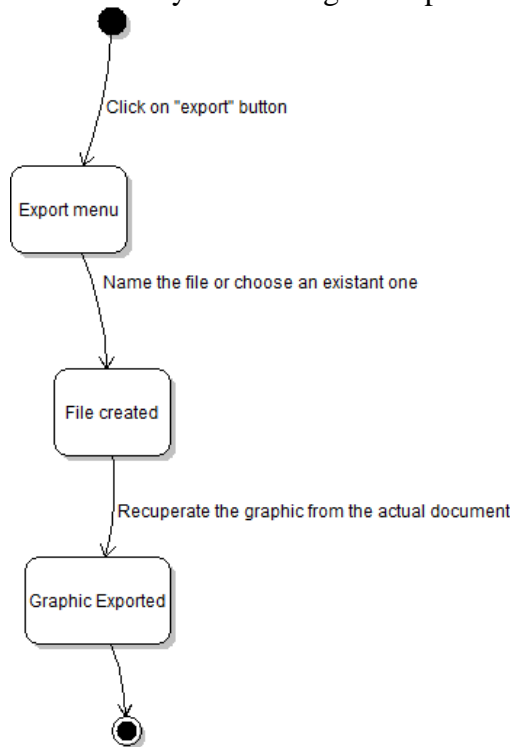 Click on "export" button
Export menu
Name the file or choose an existant one
File created
Recuperate the graphic from the actual document
Graphic Exported